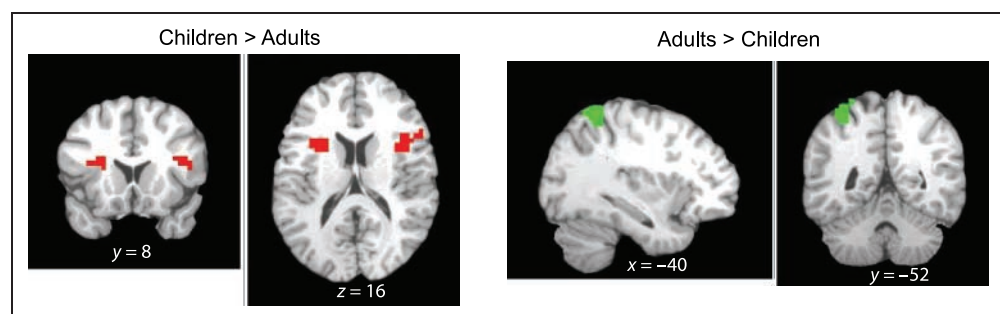 Children > Adults
Adults > Children
y = 8
z = 16
x = –40
y = –52